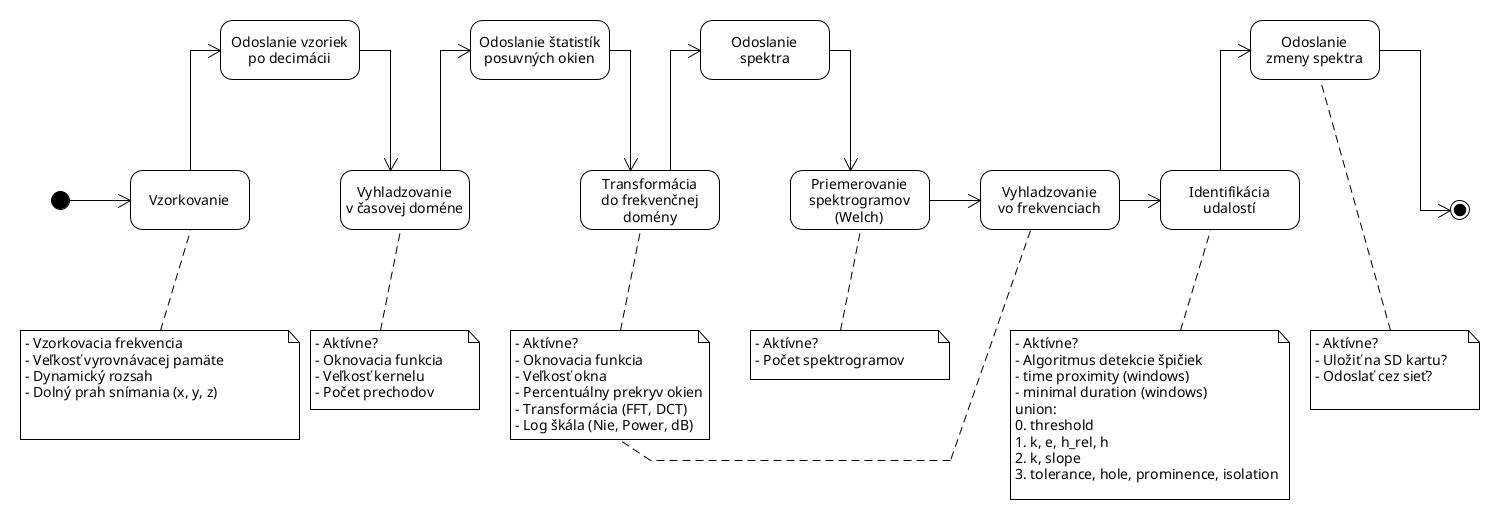 Odoslanie vzoriek
po decimácii
Odoslanie štatistík
posuvných okien
Odoslanie
spektra
Odoslanie
zmeny spektra
Vzorkovanie
Vyhladzovanie
v časovej doméne
Transformácia
do frekvenčnej
domény
Priemerovanie
spektrogramov
(Welch)
Vyhladzovanie
vo frekvenciach
Identifikácia
udalostí
- Vzorkovacia frekvencia
- Veľkosť vyrovnávacej pamäte
- Dynamický rozsah
- Dolný prah snímania (x, y, z)
- Aktívne?
- Oknovacia funkcia
- Veľkosť kernelu
- Počet prechodov
- Aktívne?
- Oknovacia funkcia
- Veľkosť okna
- Percentuálny prekryv okien
- Transformácia (FFT, DCT)
- Log škála (Nie, Power, dB)
- Aktívne?
- Počet spektrogramov
- Aktívne?
- Algoritmus detekcie špičiek
- time proximity (windows)
- minimal duration (windows)
union:
0. threshold
1. k, e, h_rel, h
2. k, slope
3. tolerance, hole, prominence, isolation
- Aktívne?
- Uložiť na SD kartu?
- Odoslať cez sieť?